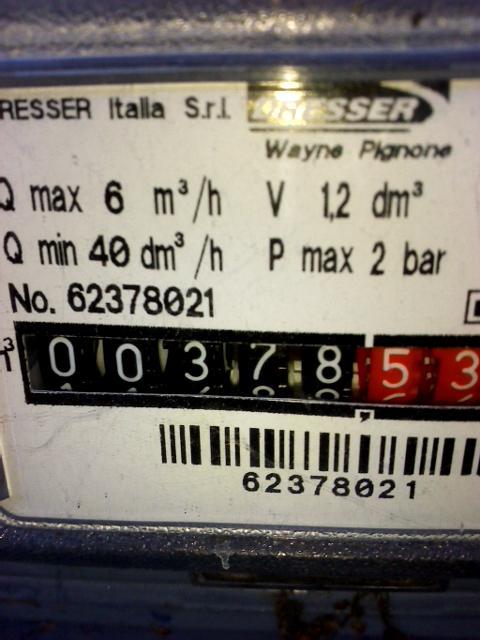 RESSER Italia S.r.l. DRESSER
Wayne Pignone
Q max 6 m³/h V 1,2 dm³
Q min 40 dm³/h P max 2 bar
No. 62378021
0 0 3 7 8 5 3
62378021